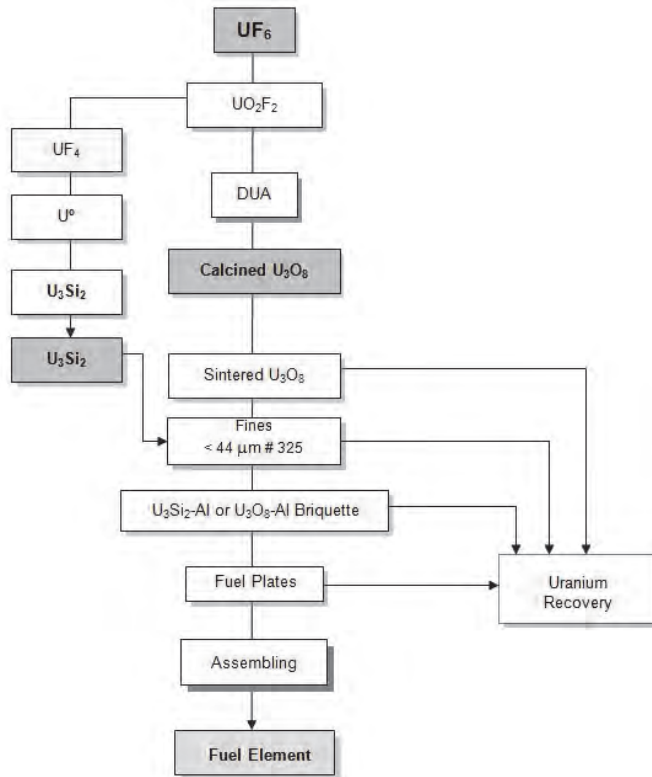 UF₆
UO₂F₂
UF₄
DUA
Uº
Calcined U₃O₈
U₃Si₂
U₃Si₂
Sintered U₃O₈
Fines
< 44 μm # 325
U₃Si₂-Al or U₃O₈-Al Briquette
Fuel Plates
Uranium
Recovery
Assembling
Fuel Element